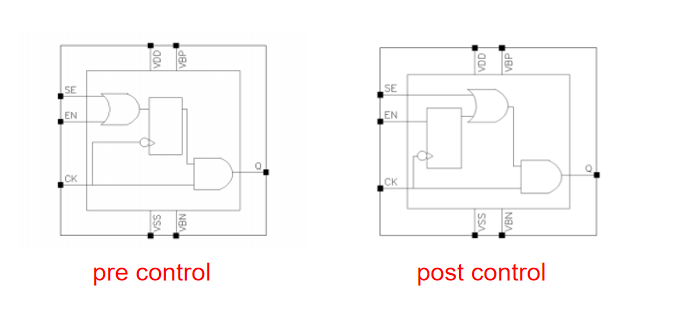 VDD VBP
SE
EN
CK
Q
VSS VBN
pre control
VDD VBP
SE
EN
CK
Q
VSS VBN
post control